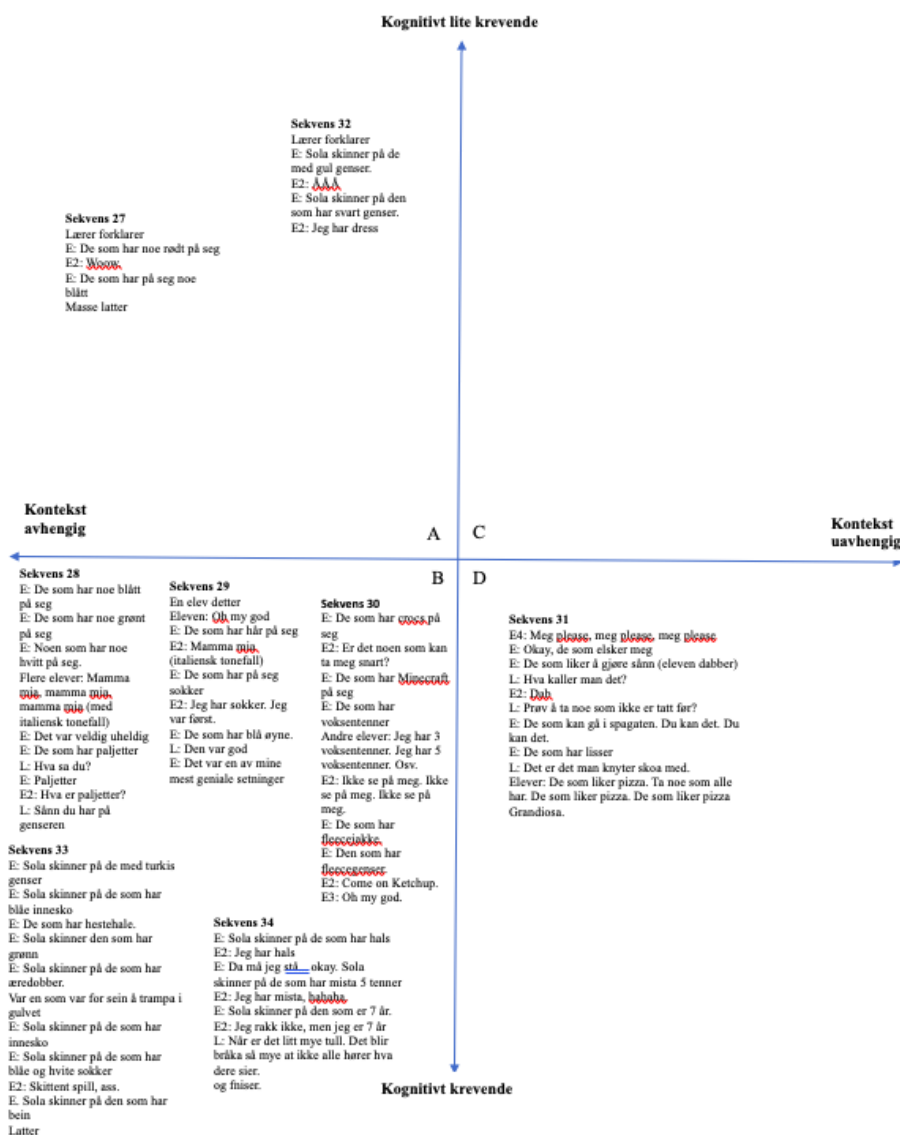 Kognitivt lite krevende
Sekvens 32
Lærer forklarer
E: Sola skinner på de
med gul genser.
E2: ÅÅÅ
E: Sola skinner på den
som har svart genser.
E2: Jeg har dress
Sekvens 27
Lærer forklarer
E: De som har noe rødt på seg
E2: Woow.
E: De som har på seg noe
blått
Masse latter
Kontekst
avhengig
A
C
Kontekst
uavhengig
B
D
Sekvens 28
E: De som har noe blått
på seg
E: De som har noe grønt
på seg
E: Noen som har noe
hvitt på seg.
Flere elever: Mamma
mia, mamma mia,
mamma mia (med
italiensk tonefall)
E: Det var veldig uheldig
E: De som har paljetter
L: Hva sa du?
E: Paljetter
E2: Hva er paljetter?
L: Sånn du har på
genseren
Sekvens 29
En elev detter
Eleven: Oh my god
E: De som har hår på seg
E2: Mamma mia.
(italiensk tonefall)
E: De som har på seg
sokker
E2: Jeg har sokker. Jeg
var først.
E: De som har blå øyne.
L: Den var god
E: Det var en av mine
mest geniale setninger
Sekvens 30
E: De som har crocs på
seg
E2: Er det noen som kan
ta meg snart?
E: De som har Minecraft
på seg
E: De som har
voksentenner
Andre elever: Jeg har 3
voksentenner. Jeg har 5
voksentenner. Osv.
E2: Ikke se på meg. Ikke
se på meg. Ikke se på
meg.
E: De som har
fleecejakke.
E: Den som har
fleecegenser
E2: Come on Ketchup.
E3: Oh my god.
Sekvens 31
E4: Meg please, meg please, meg please
E: Okay, de som elsker meg
E: De som liker å gjøre sånn (eleven dabber)
L: Hva kaller man det?
E2: Dab
L: Prøv å ta noe som ikke er tatt før?
E: De som kan gå i spagaten. Du kan det. Du
kan det.
E: De som har lisser
L: Det er det man knyter skoa med.
Elever: De som liker pizza. Ta noe som alle
har. De som liker pizza. De som liker pizza
Grandiosa.
Sekvens 33
E: Sola skinner på de med turkis
genser
E: Sola skinner på de som har
blåe innesko
E: De som har hestehale.
E: Sola skinner den som har
grønn
E: Sola skinner på de som har
æredobber.
Var en som var for sein å trampa i
gulvet
E: Sola skinner på de som har
innesko
E: Sola skinner på de som har
blåe og hvite sokker
E2: Skittent spill, ass.
E. Sola skinner på den som har
bein
Latter
Sekvens 34
E: Sola skinner på de som har hals
E2: Jeg har hals
E: Da må jeg stå... okay. Sola
skinner på de som har mista 5 tenner
E2: Jeg har mista, hahaha.
E: Sola skinner på den som er 7 år.
E2: Jeg rakk ikke, men jeg er 7 år
L: Når er det litt mye tull. Det blir
bråka så mye at ikke alle hører hva
dere sier.
og fniser.
Kognitivt krevende